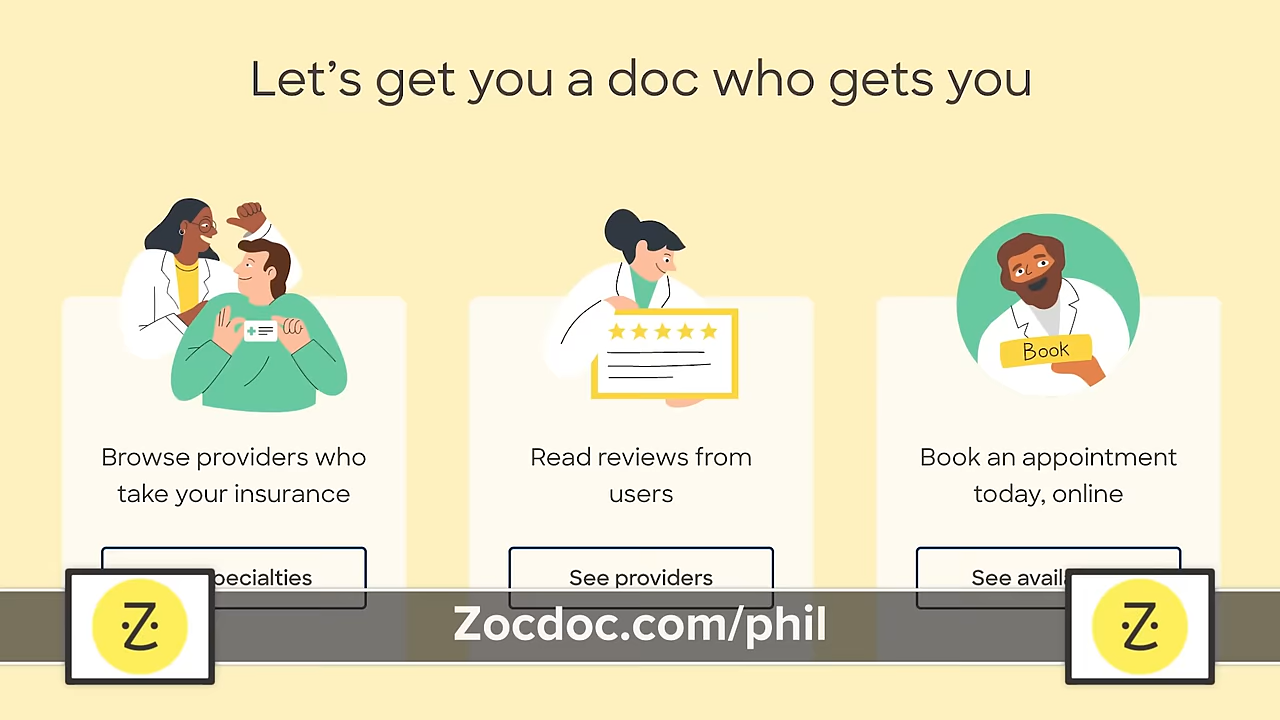 Let's get you a doc who gets you
Book
Browse providers who
take your insurance
Read reviews from
users
Book an appointment
today, online
See providers
See
Zocdoc.com/phil
Z
Z